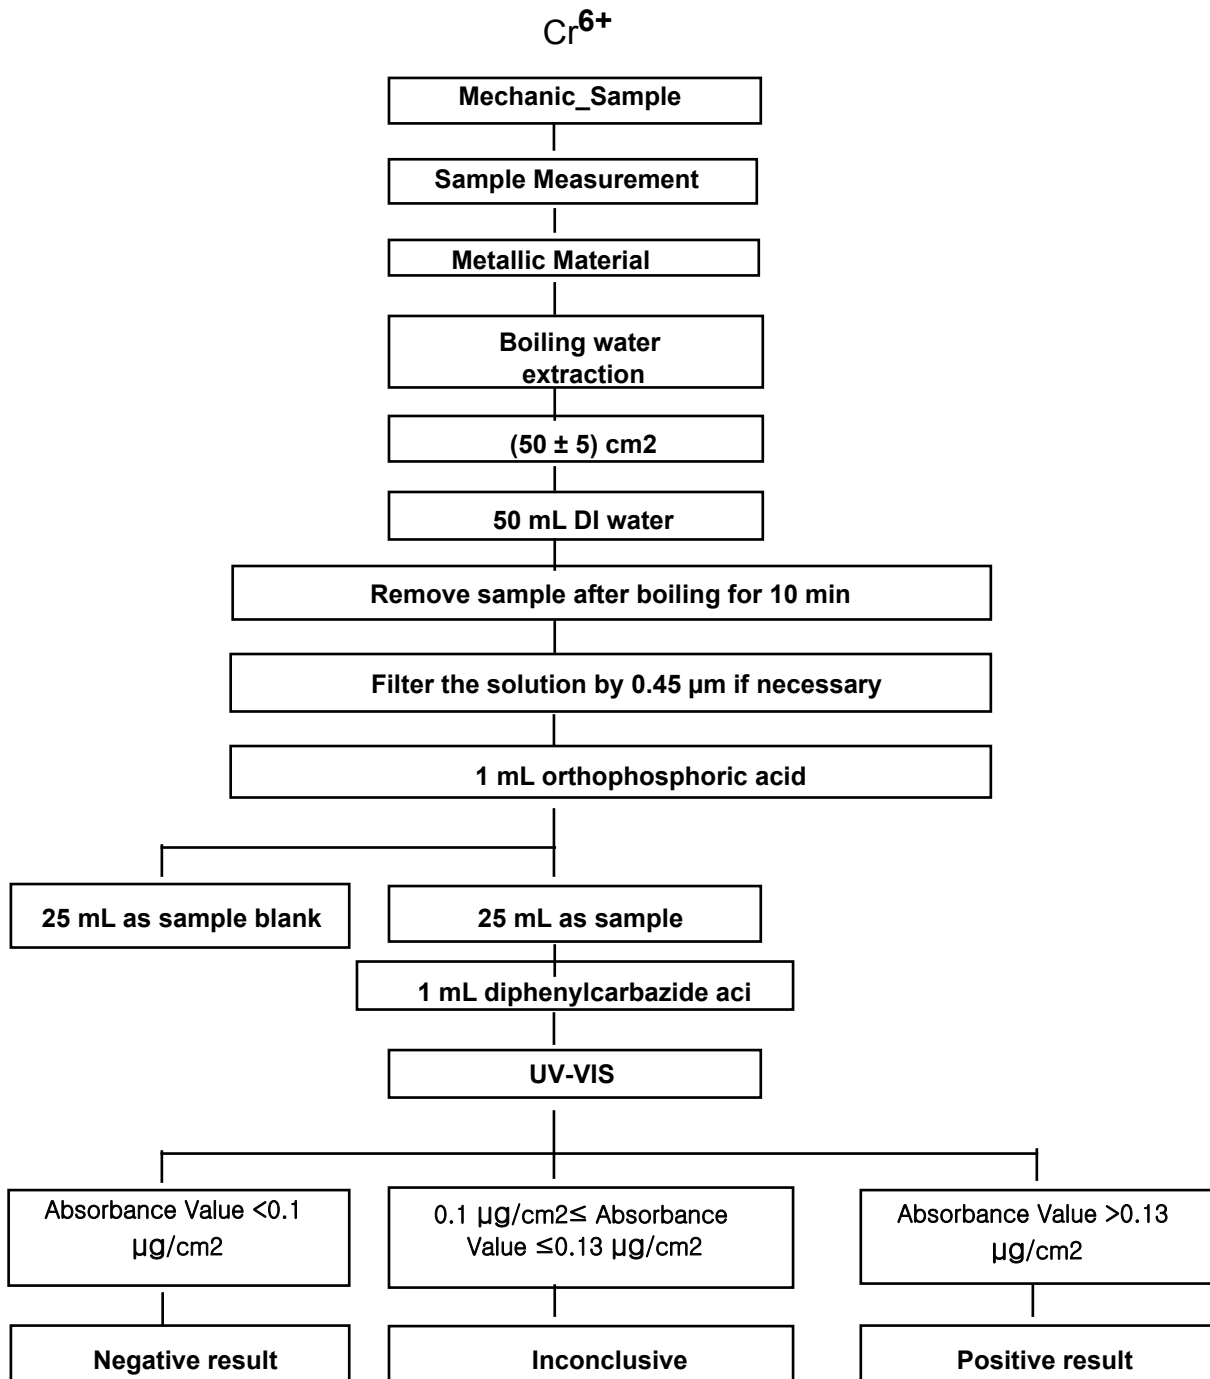 Cr6+
Mechanic_Sample
Sample Measurement
Metallic Material
Boiling water
extraction
(50 ± 5) cm2
50 mL DI water
Remove sample after boiling for 10 min
Filter the solution by 0.45 µm if necessary
1 mL orthophosphoric acid
25 mL as sample blank
25 mL as sample
1 mL diphenylcarbazide aci
UV-VIS
Absorbance Value <0.1
µg/cm2
0.1 µg/cm2≤ Absorbance
Value ≤0.13 µg/cm2
Absorbance Value >0.13
µg/cm2
Negative result
Inconclusive
Positive result